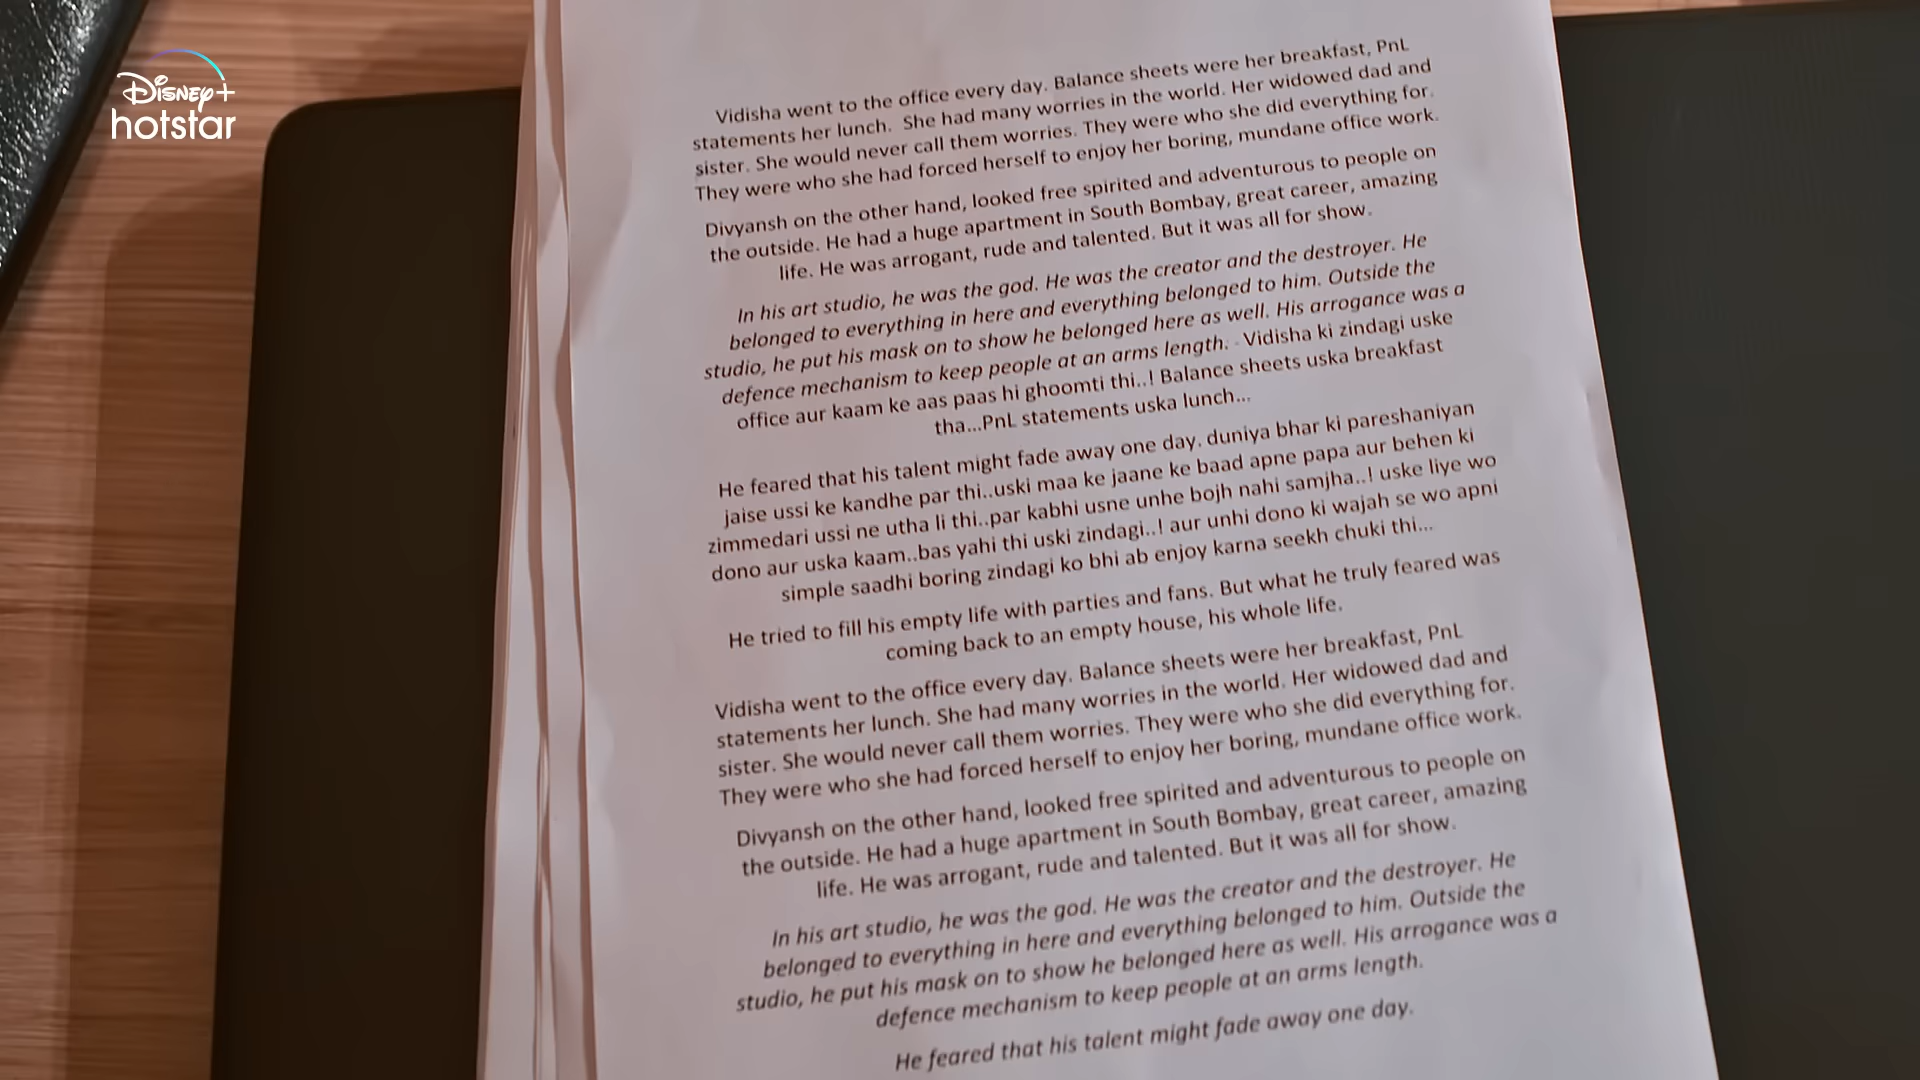 Disney+
hotstar
Vidisha went to the office every day. Balance sheets were her breakfast, PnL
statements her lunch. She had many worries in the world. Her widowed dad and
sister. She would never call them worries. They were who she did everything for.
They were who she had forced herself to enjoy her boring, mundane office work.
Divyansh on the other hand, looked free spirited and adventurous to people on
the outside. He had a huge apartment in South Bombay, great career, amazing
life. He was arrogant, rude and talented. But it was all for show.
In his art studio, he was the god. He was the creator and the destroyer. He
belonged to everything in here and everything belonged to him. Outside the
studio, he put his mask on to show he belonged here as well. His arrogance was a
defence mechanism to keep people at an arms length. - Vidisha ki zindagi uske
office aur kaam ke aas paas hi ghoomti thi..! Balance sheets uska breakfast
tha...PnL statements uska lunch...
He feared that his talent might fade away one day. duniya bhar ki pareshaniyan
jaise ussi ke kandhe par thi..uski maa ke jaane ke baad apne papa aur behen ki
zimmedari ussi ne utha li thi..par kabhi usne unhe bojh nahi samjha..! uske liye wo
dono aur uska kaam..bas yahi thi uski zindagi..! aur unhi dono ki wajah se wo apni
simple saadhi boring zindagi ko bhi ab enjoy karna seekh chuki thi...
He tried to fill his empty life with parties and fans. But what he truly feared was
coming back to an empty house, his whole life.
Vidisha went to the office every day. Balance sheets were her breakfast, PnL
statements her lunch. She had many worries in the world. Her widowed dad and
sister. She would never call them worries. They were who she did everything for.
They were who she had forced herself to enjoy her boring, mundane office work.
Divyansh on the other hand, looked free spirited and adventurous to people on
the outside. He had a huge apartment in South Bombay, great career, amazing
life. He was arrogant, rude and talented. But it was all for show.
In his art studio, he was the god. He was the creator and the destroyer. He
belonged to everything in here and everything belonged to him. Outside the
studio, he put his mask on to show he belonged here as well. His arrogance was a
defence mechanism to keep people at an arms length.
He feared that his talent might fade away one day.